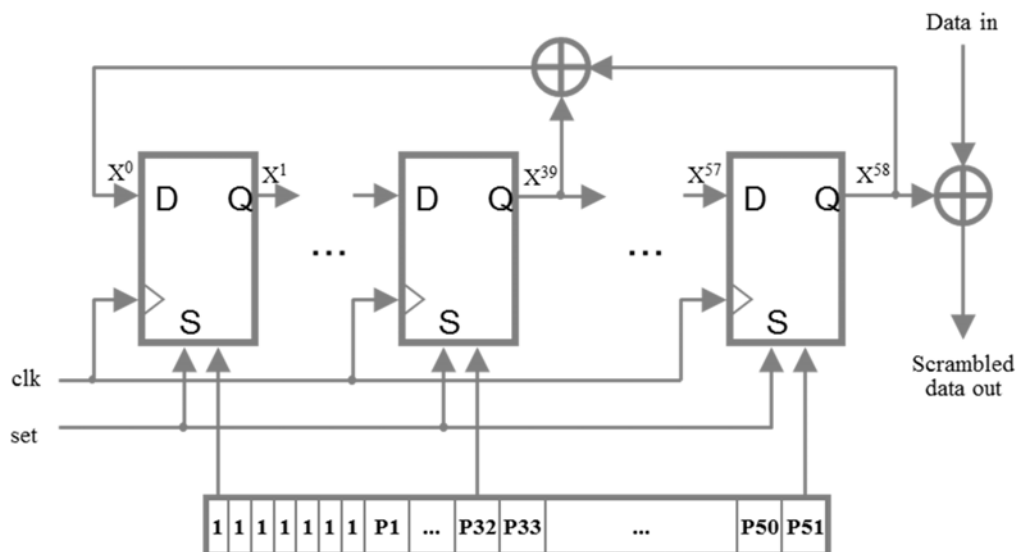 Data in
X⁰ D Q X¹ ... D Q X³⁹ ... X⁵⁷ D Q X⁵⁸
S S S
Scrambled
data out
clk
set
1 1 1 1 1 1 1 P1 ... P32 P33 ... P50 P51